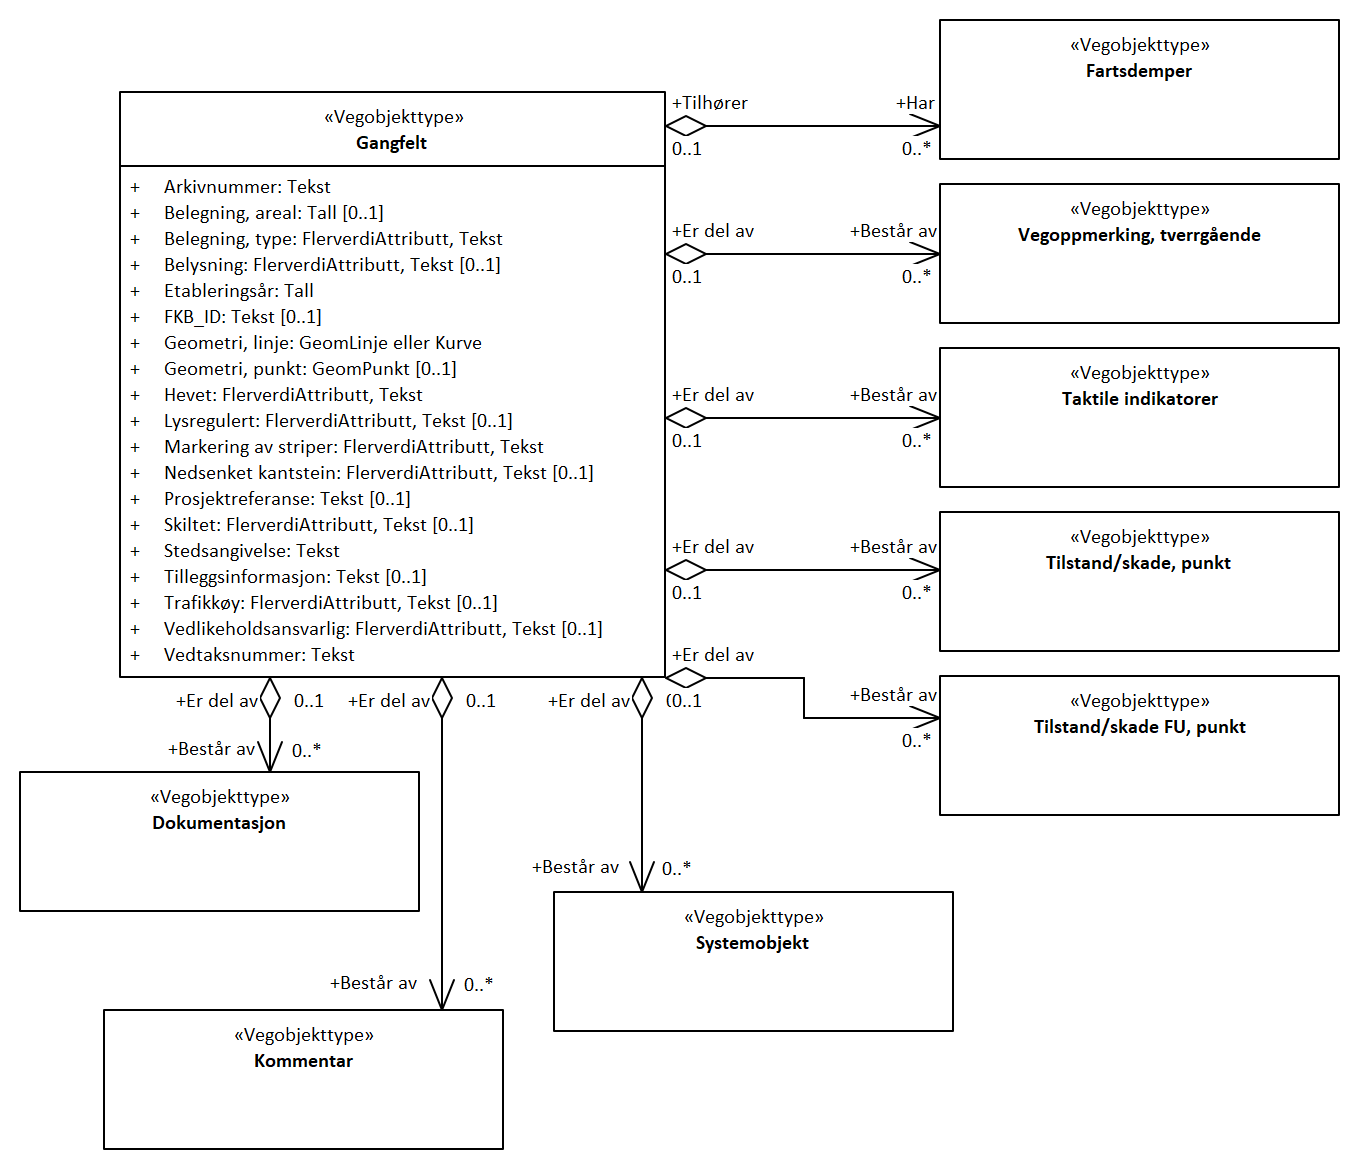 «Vegobjekttype»
Fartsdemper
«Vegobjekttype»
Gangfelt
+ Arkivnummer: Tekst
+ Belegning, areal: Tall [0..1]
+ Belegning, type: FlerverdiAttributt, Tekst
+ Belysning: FlerverdiAttributt, Tekst [0..1]
+ Etableringsår: Tall
+ FKB_ID: Tekst [0..1]
+ Geometri, linje: GeomLinje eller Kurve
+ Geometri, punkt: GeomPunkt [0..1]
+ Hevet: FlerverdiAttributt, Tekst
+ Lysregulert: FlerverdiAttributt, Tekst [0..1]
+ Markering av striper: FlerverdiAttributt, Tekst
+ Nedsenket kantstein: FlerverdiAttributt, Tekst [0..1]
+ Prosjektreferanse: Tekst [0..1]
+ Skiltet: FlerverdiAttributt, Tekst [0..1]
+ Stedsangivelse: Tekst
+ Tilleggsinformasjon: Tekst [0..1]
+ Trafikkøy: FlerverdiAttributt, Tekst [0..1]
+ Vedlikeholdsansvarlig: FlerverdiAttributt, Tekst [0..1]
+ Vedtaksnummer: Tekst
+Tilhører +Har
0..1 0..*
+Er del av +Består av
0..1 0..*
«Vegobjekttype»
Vegoppmerking, tverrgående
+Er del av +Består av
0..1 0..*
«Vegobjekttype»
Taktile indikatorer
+Er del av +Består av
0..1 0..*
«Vegobjekttype»
Tilstand/skade, punkt
+Er del av
0..1
+Består av
0..*
«Vegobjekttype»
Tilstand/skade FU, punkt
+Er del av 0..1 +Er del av 0..1 +Er del av 0..1
+Består av 0..*
«Vegobjekttype»
Dokumentasjon
+Består av 0..*
«Vegobjekttype»
Systemobjekt
+Består av 0..*
«Vegobjekttype»
Kommentar